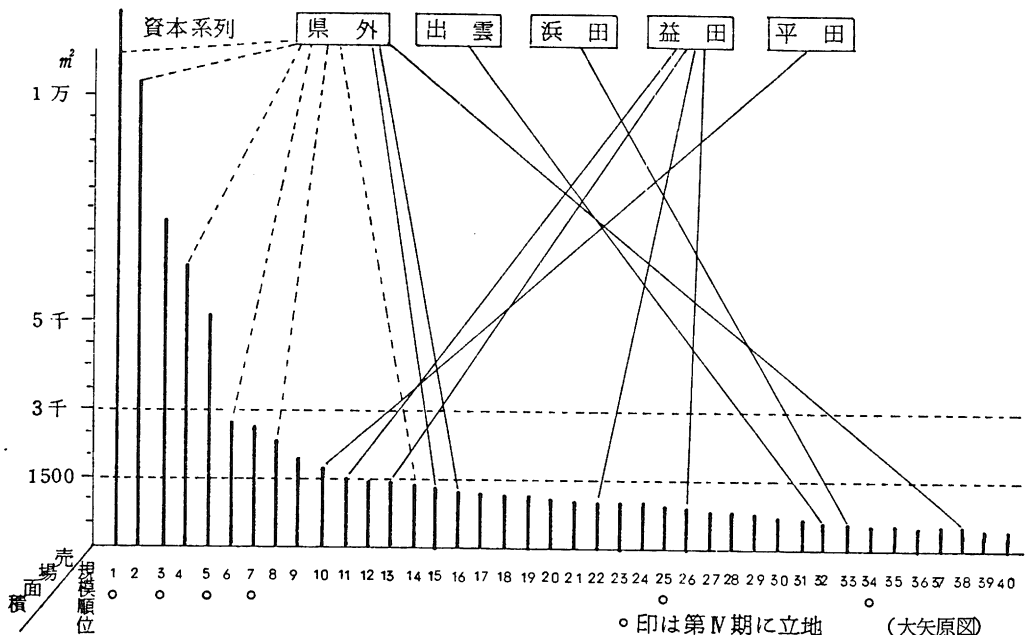 資本系列 県外 出雲 浜田 益田 平田
㎡
1万
5千
3千
1500
売場面積
規模順位
1 2 3 4 5 6 7 8 9 10 11 12 13 14 15 16 17 18 19 20 21 22 23 24 25 26 27 28 29 30 31 32 33 34 35 36 37 38 39 40
○ ○ ○ ○ ○ ○
○印は第Ⅳ期に立地 (大矢原図)